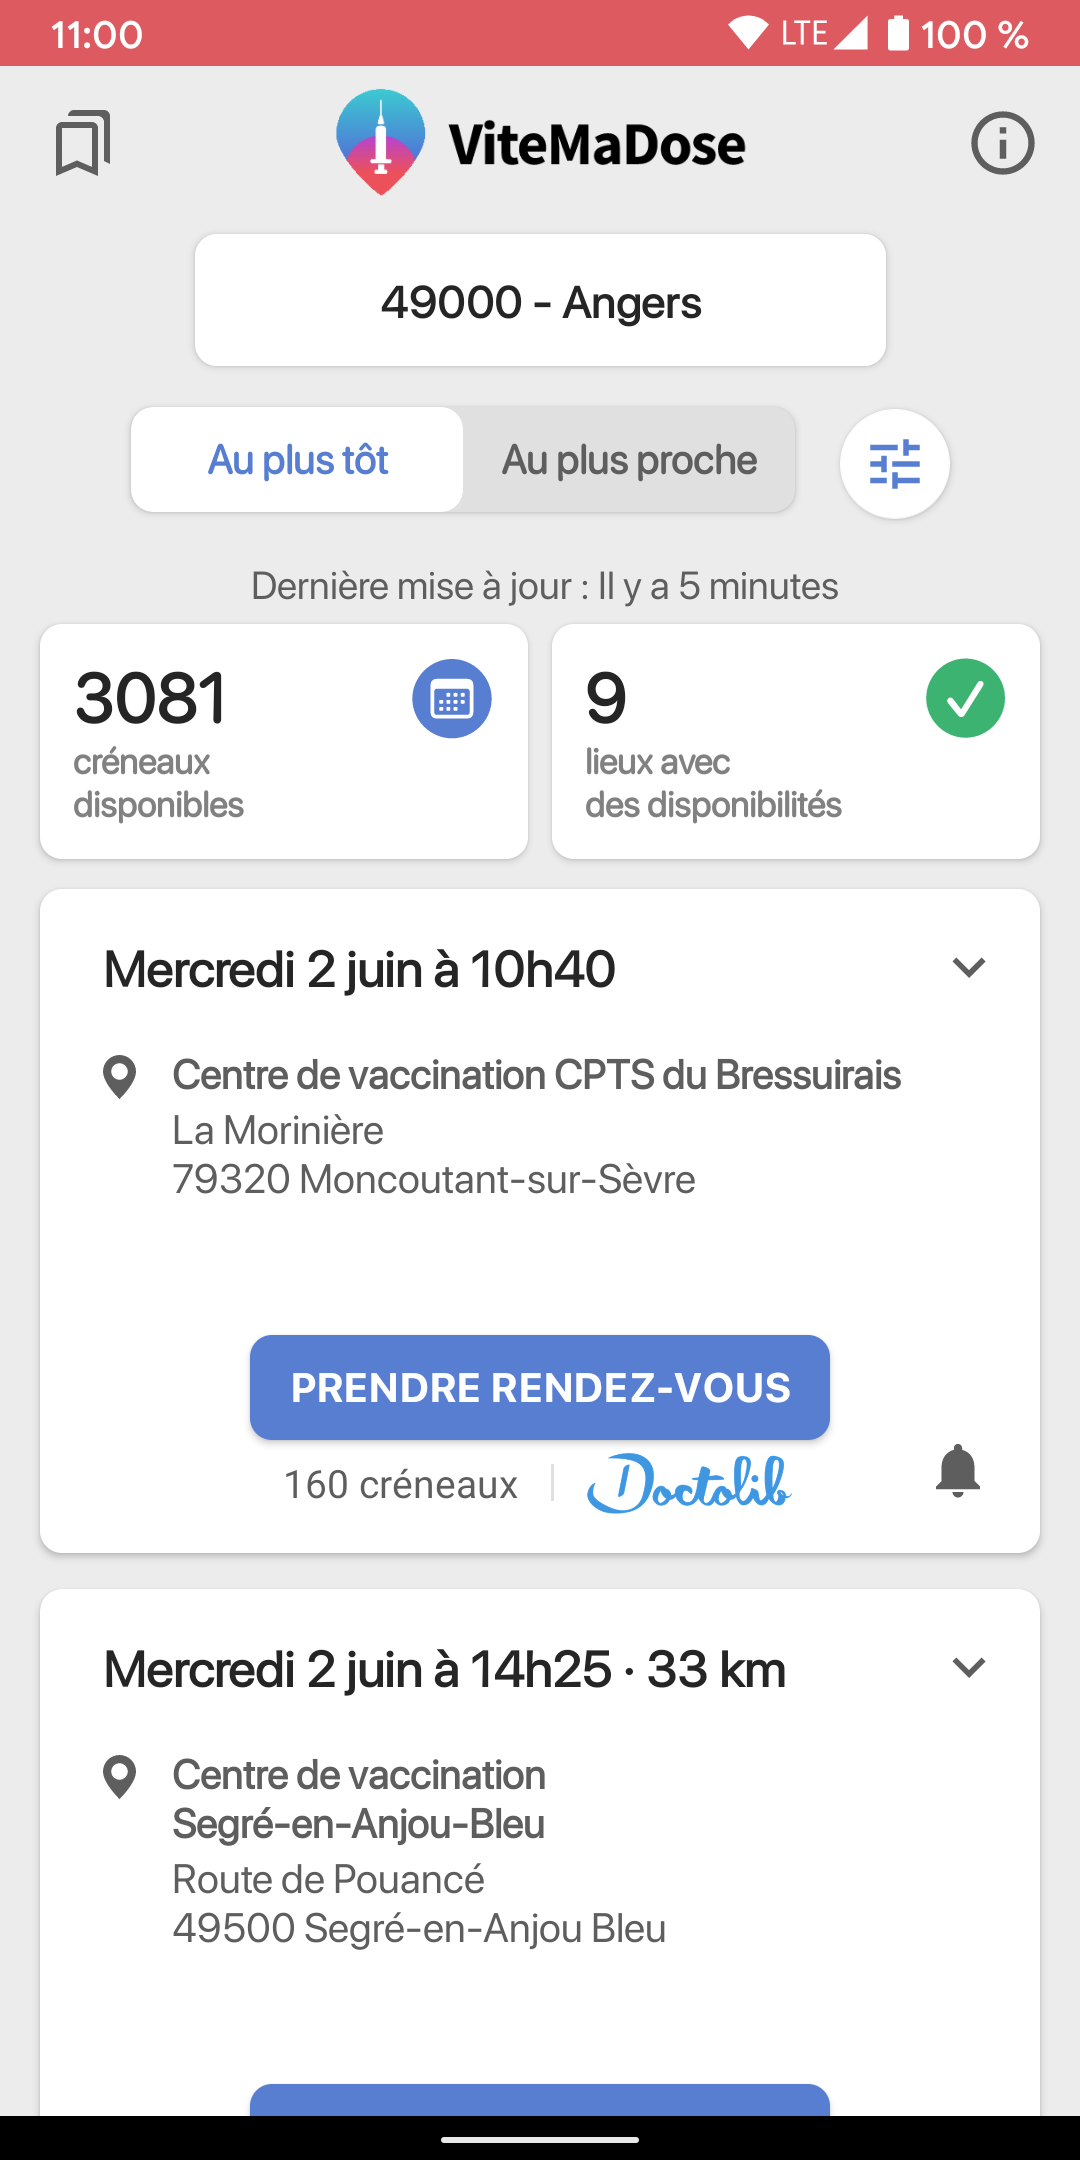 11:00 LTE 100 %
ViteMaDose
49000 - Angers
Au plus tôt Au plus proche
Dernière mise à jour : Il y a 5 minutes
3081
créneaux
disponibles
9
lieux avec
des disponibilités
Mercredi 2 juin à 10h40
Centre de vaccination CPTS du Bressuirais
La Morinière
79320 Moncoutant-sur-Sèvre
PRENDRE RENDEZ-VOUS
160 créneaux Doctolib
Mercredi 2 juin à 14h25 · 33 km
Centre de vaccination
Segré-en-Anjou-Bleu
Route de Pouancé
49500 Segré-en-Anjou Bleu